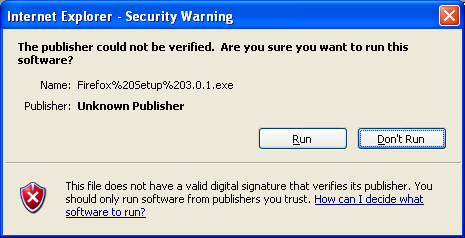 Internet Explorer - Security Warning
The publisher could not be verified.  Are you sure you want to run this
software?
Name: Firefox%20Setup%203.0.1.exe
Publisher: Unknown Publisher
Run Don't Run
This file does not have a valid digital signature that verifies its publisher. You
should only run software from publishers you trust. How can I decide what
software to run?